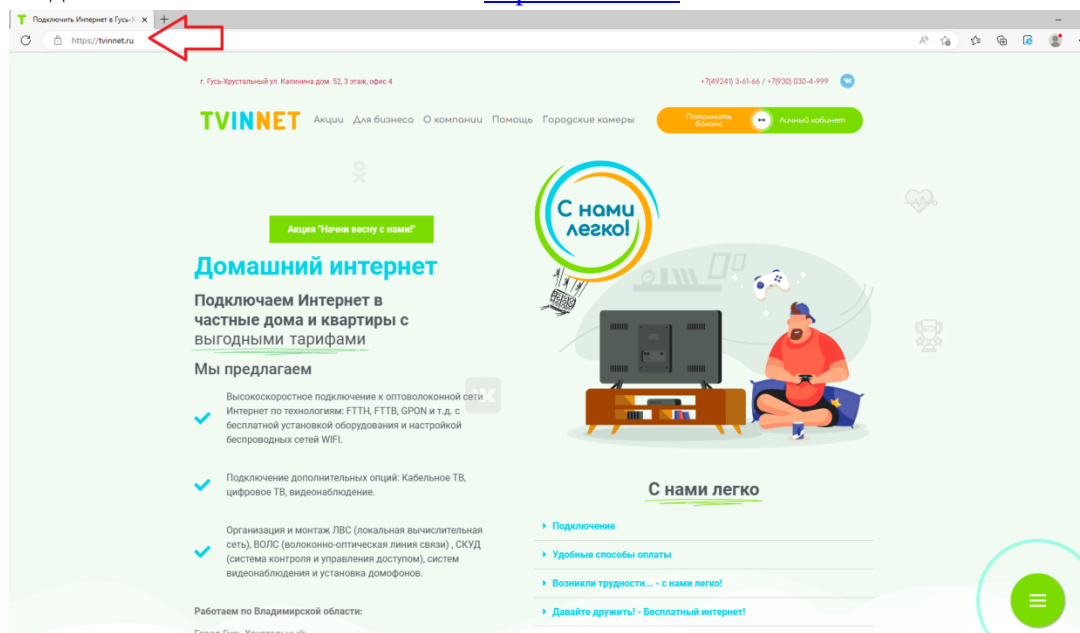 Подключить Интернет в Гусь-Х
https://tvinnet.ru
г. Гусь-Хрустальный ул. Калинина дом. 52, 3 этаж, офис 4
+7(49241) 3-61-66 / +7(930) 030-4-999
TVINNET
Акции Для бизнеса О компании Помощь Городские камеры
Пополнить
баланс
Личный кабинет
С нами
легко!
Акция "Начни весну с нами!"
Домашний интернет
Подключаем Интернет в
частные дома и квартиры с
выгодными тарифами
Мы предлагаем
Высокоскоростное подключение к оптоволоконной сети
Интернет по технологиям: FTTH, FTTB, GPON и т.д. с
бесплатной установкой оборудования и настройкой
беспроводных сетей WIFI.
Подключение дополнительных опций: Кабельное ТВ,
цифровое ТВ, видеонаблюдение.
Организация и монтаж ЛВС (локальная вычислительная
сеть), ВОЛС (волоконно-оптическая линия связи) , СКУД
(система контроля и управления доступом), систем
видеонаблюдения и установка домофонов.
Работаем по Владимирской области:
Город Гусь-Хрустальный:
С нами легко
Подключение
Удобные способы оплаты
Возникли трудности... - с нами легко!
Давайте дружить! - Бесплатный интернет!